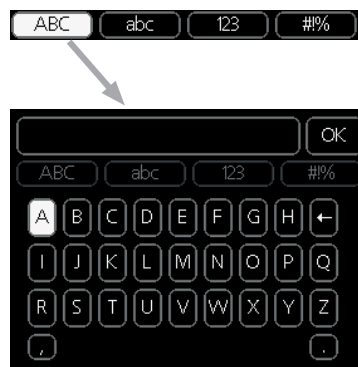 ABC abc 123 #!%
OK
ABC abc 123 #!%
A B C D E F G H ←
I J K L M N O P Q
R S T U V W X Y Z
, .